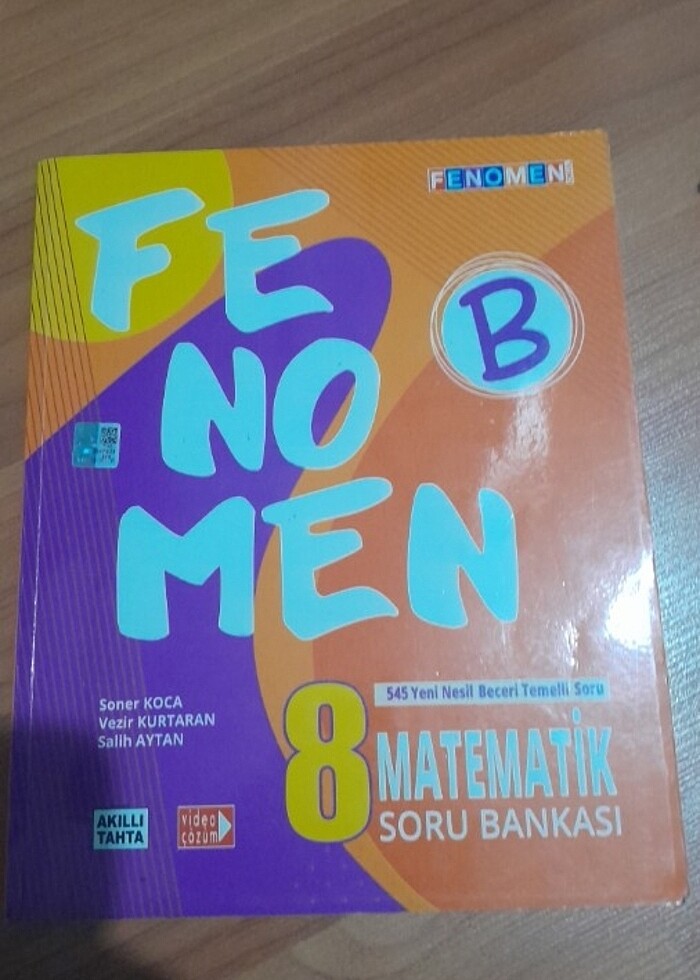 FENOMEN
FE
NO
MEN
B
Soner KOCA
Vezir KURTARAN
Salih AYTAN
545 Yeni Nesil Beceri Temelli Soru
8
MATEMATİK
SORU BANKASI
AKILLI
TAHTA
video
çözüm